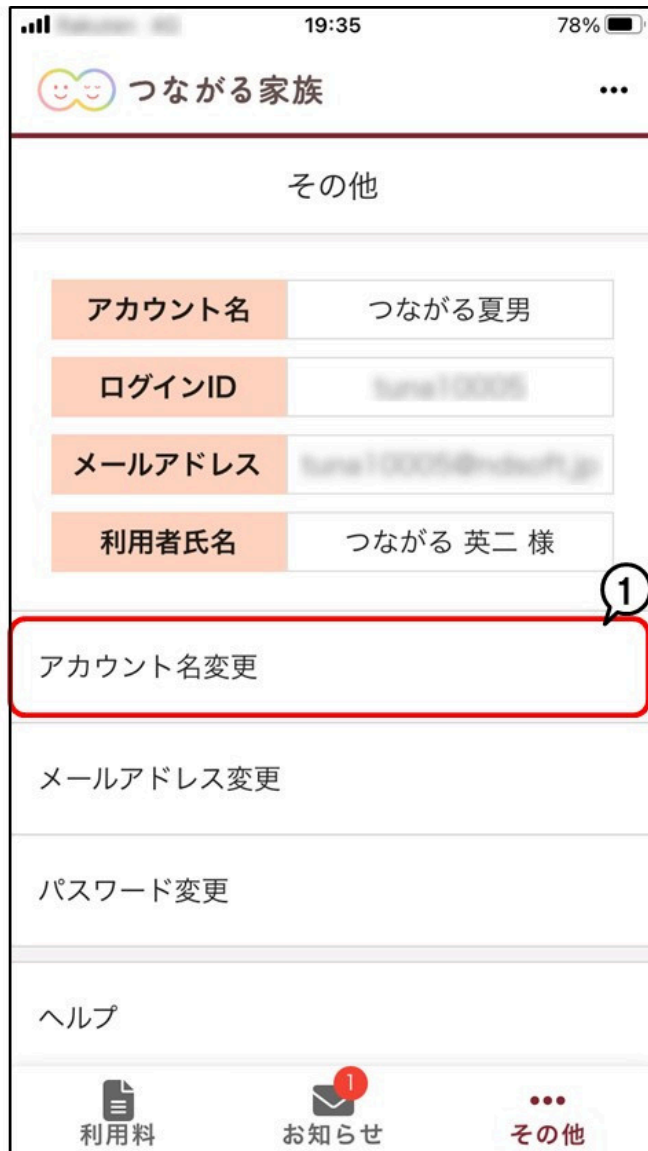 19:35
78%
つながる家族
その他
アカウント名 つながる夏男
ログインID
メールアドレス
利用者氏名 つながる 英二 様
1
アカウント名変更
メールアドレス変更
パスワード変更
ヘルプ
1
利用料 お知らせ その他